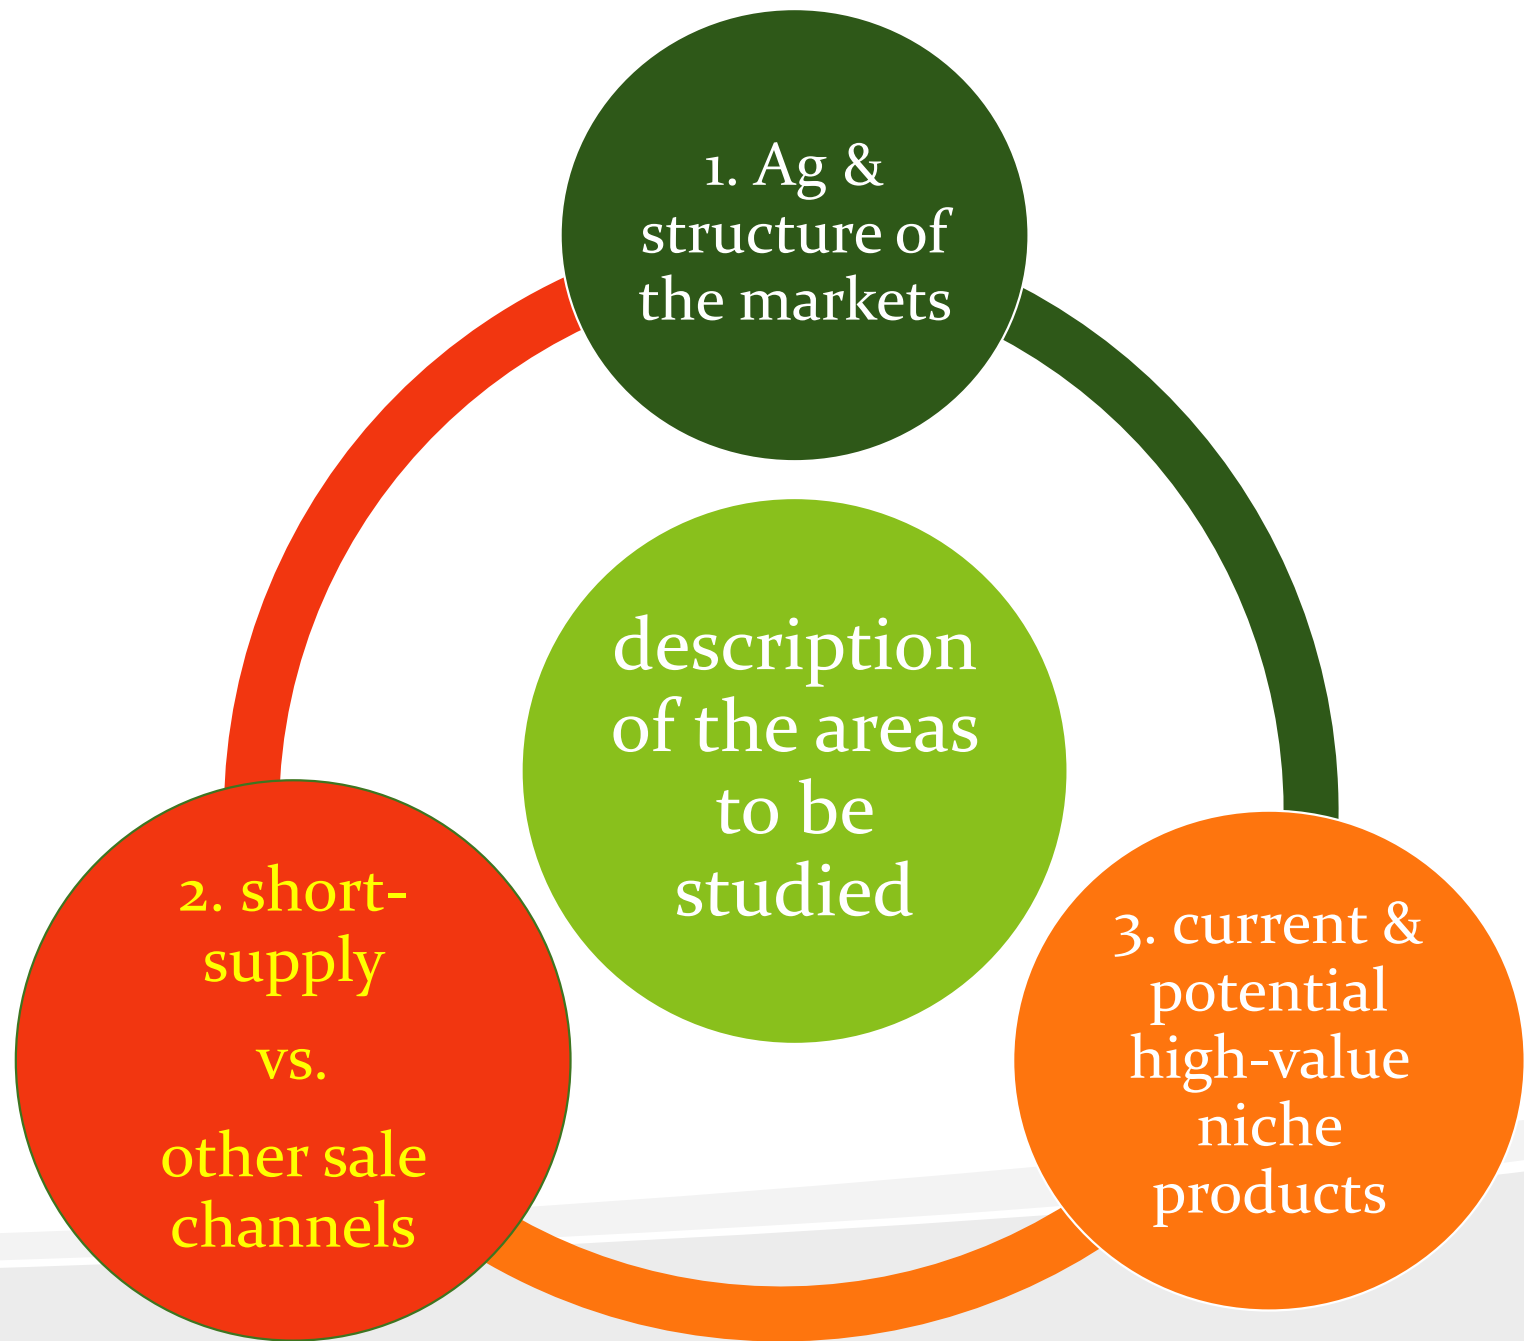 1. Ag &
structure of
the markets
description
of the areas
to be
studied
2. short-
supply
vs.
other sale
channels
3. current &
potential
high-value
niche
products